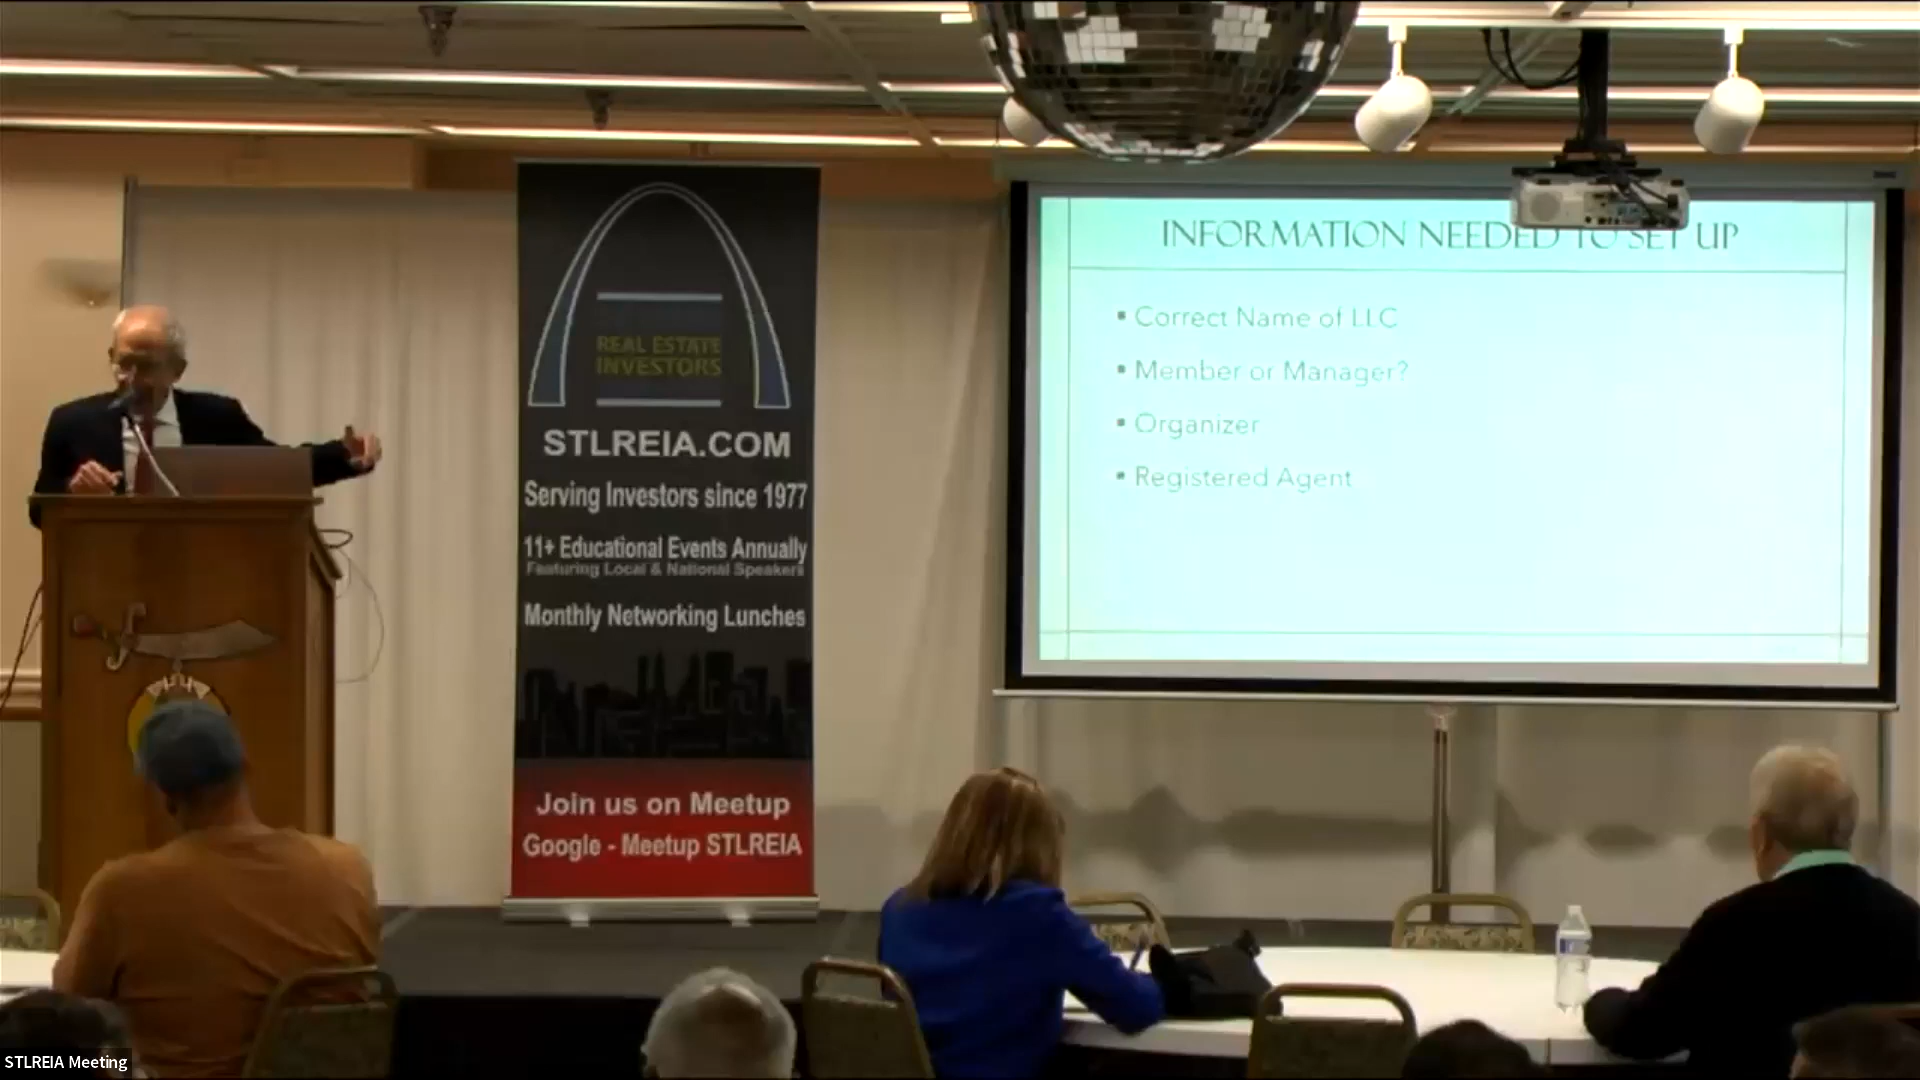 REAL ESTATE
INVESTORS
STLREIA.COM
Serving Investors since 1977
11+ Educational Events Annually
Featuring Local & National Speakers
Monthly Networking Lunches
Join us on Meetup
Google - Meetup STLREIA
INFORMATION NEEDED TO SET UP
▪ Correct Name of LLC
▪ Member or Manager?
▪ Organizer
▪ Registered Agent
STLREIA Meeting